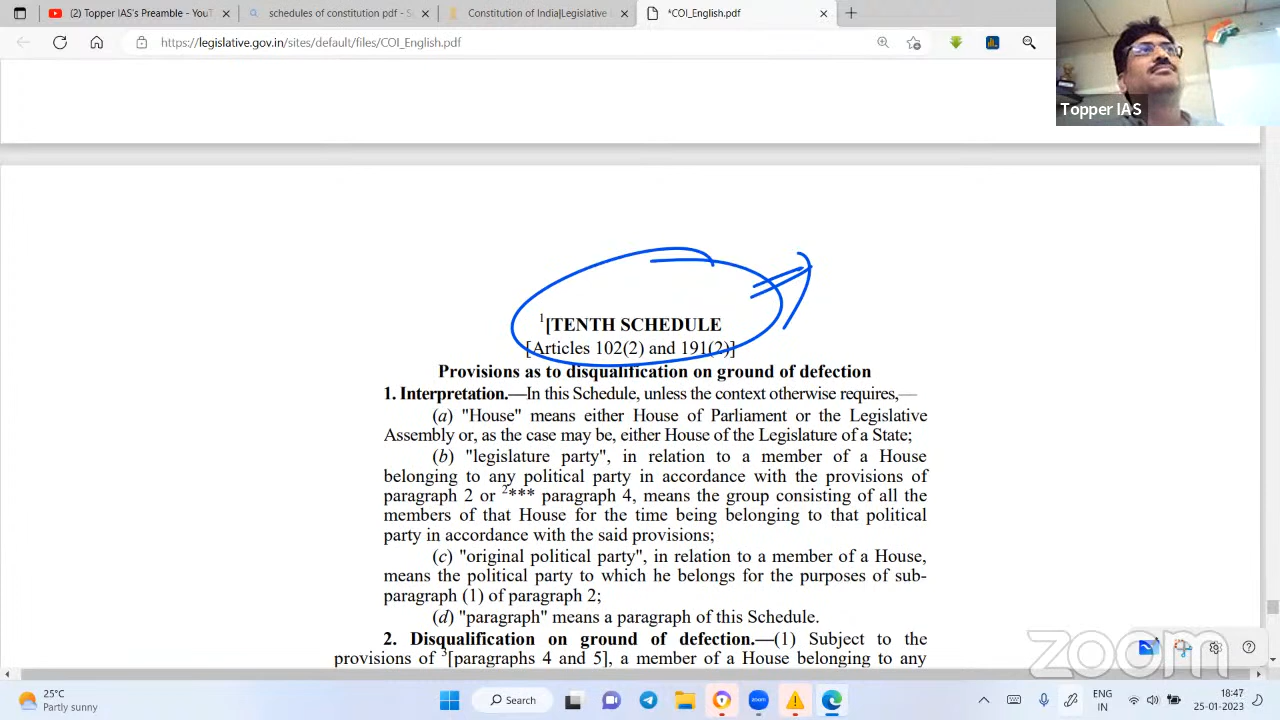 (2) Topper IAS's Preamble - YouT
schedules of constitution pdf - S
Constitution of India|Legislative
*COI_English.pdf
https://legislative.gov.in/sites/default/files/COI_English.pdf
Topper IAS
1[TENTH SCHEDULE
[Articles 102(2) and 191(2)]
Provisions as to disqualification on ground of defection
1. Interpretation.—In this Schedule, unless the context otherwise requires,—
(a) "House" means either House of Parliament or the Legislative
Assembly or, as the case may be, either House of the Legislature of a State;
(b) "legislature party", in relation to a member of a House
belonging to any political party in accordance with the provisions of
paragraph 2 or 2*** paragraph 4, means the group consisting of all the
members of that House for the time being belonging to that political
party in accordance with the said provisions;
(c) "original political party", in relation to a member of a House,
means the political party to which he belongs for the purposes of sub-
paragraph (1) of paragraph 2;
(d) "paragraph" means a paragraph of this Schedule.
2. Disqualification on ground of defection.—(1) Subject to the
provisions of 3[paragraphs 4 and 5], a member of a House belonging to any
zoom
25°C
Partly sunny
Search
zoom
ENG
IN
18:47
25-01-2023